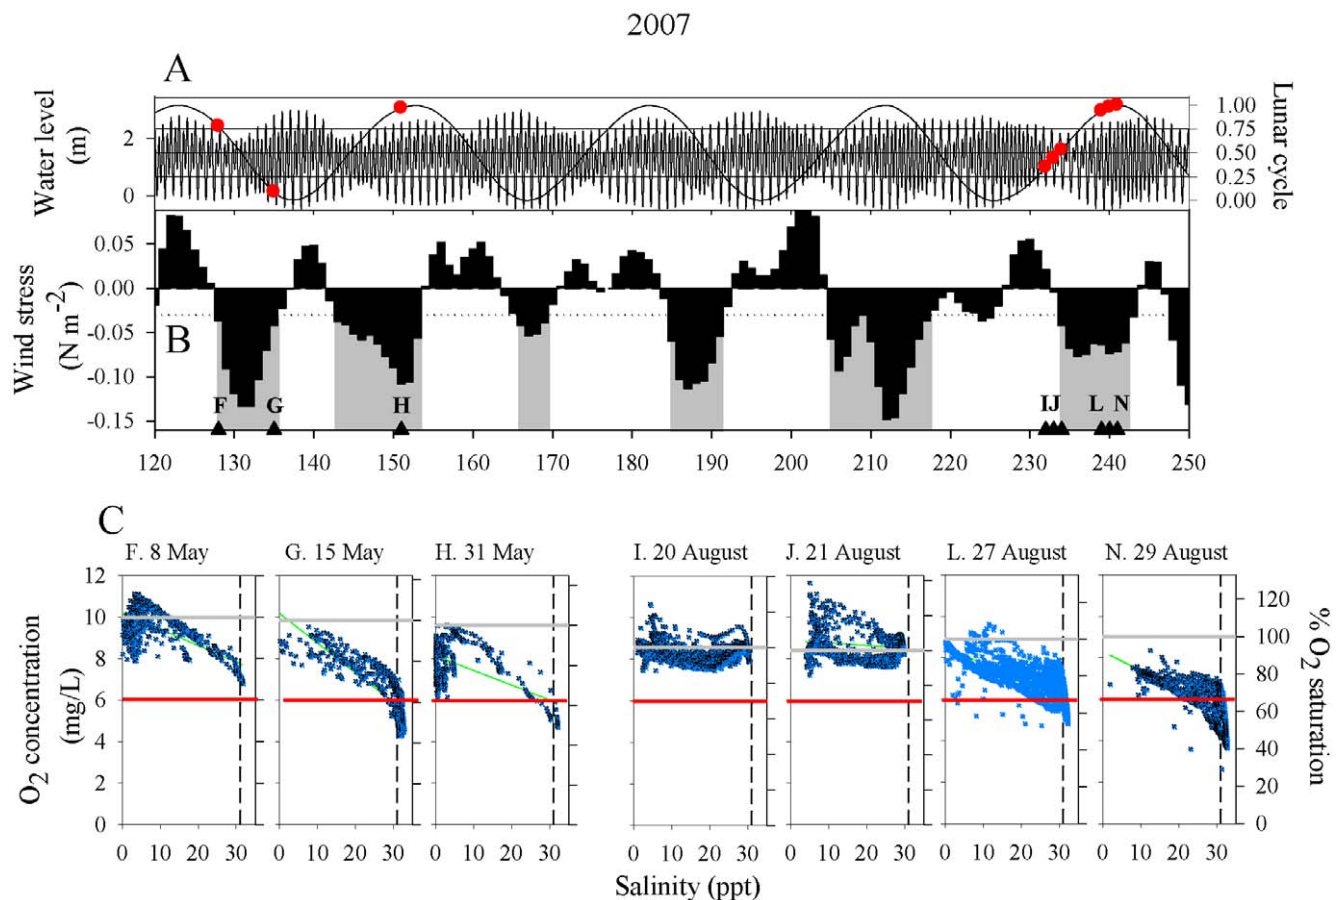 2007
A
Water level
(m)
2
0
Lunar cycle
1.00
0.75
0.50
0.25
0.00
B
Wind stress
(N m-2)
0.05
0.00
-0.05
-0.10
-0.15
F G H IJ L N
120 130 140 150 160 170 180 190 200 210 220 230 240 250
C
F. 8 May G. 15 May H. 31 May I. 20 August J. 21 August L. 27 August N. 29 August
O2 concentration
(mg/L)
12
10
8
6
4
2
0
% O2 saturation
120
100
80
60
40
20
0
0 10 20 30 0 10 20 30 0 10 20 30 0 10 20 30 0 10 20 30 0 10 20 30 0 10 20 30
Salinity (ppt)